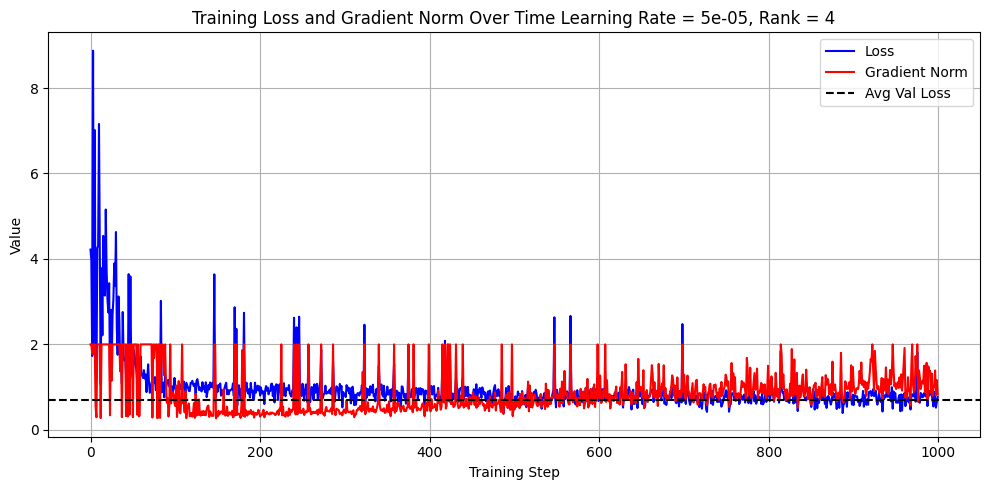 Training Loss and Gradient Norm Over Time Learning Rate = 5e-05, Rank = 4
Loss
Gradient Norm
Avg Val Loss
Value
8
6
4
2
0
0 200 400 600 800 1000
Training Step